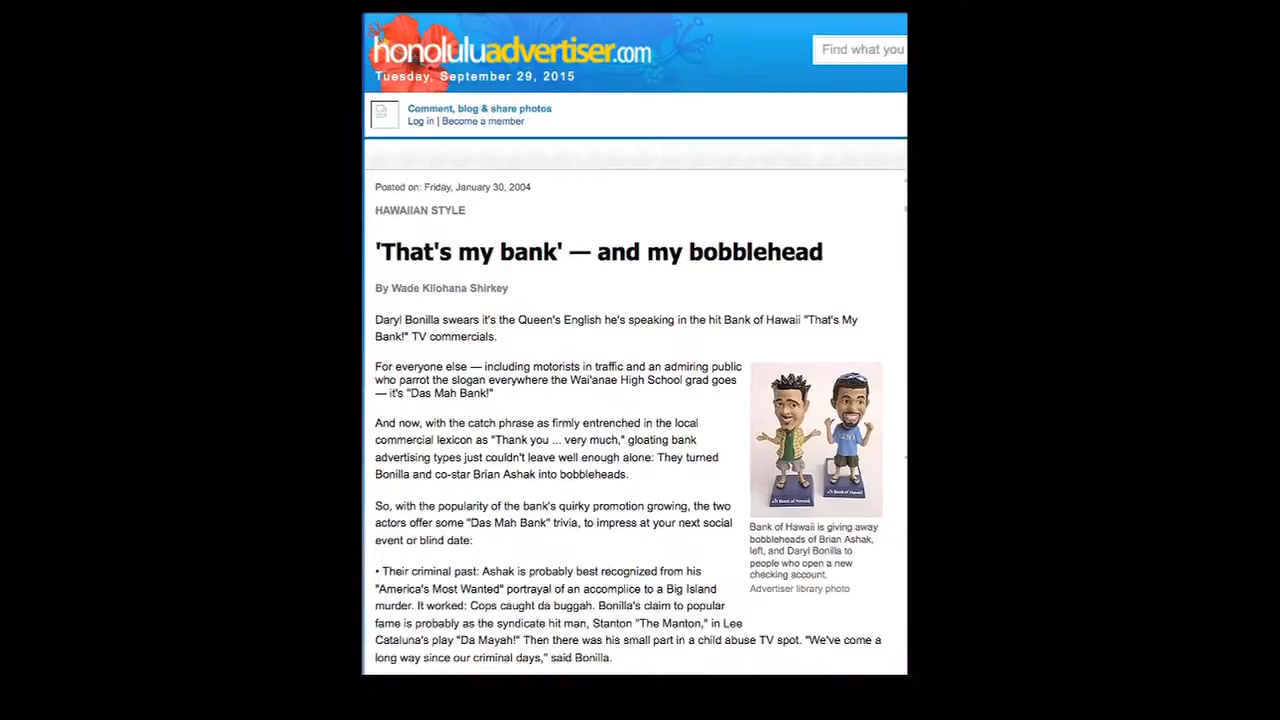 honoluluadvertiser.com
Find what you
Tuesday, September 29, 2015
Comment, blog & share photos
Log in | Become a member
Posted on: Friday, January 30, 2004
HAWAIIAN STYLE
'That's my bank' — and my bobblehead
By Wade Kilohana Shirkey
Daryl Bonilla swears it's the Queen's English he's speaking in the hit Bank of Hawaii "That's My
Bank!" TV commercials.
For everyone else — including motorists in traffic and an admiring public
who parrot the slogan everywhere the Wai'anae High School grad goes
— it's "Das Mah Bank!"
And now, with the catch phrase as firmly entrenched in the local
commercial lexicon as "Thank you ... very much," gloating bank
advertising types just couldn't leave well enough alone: They turned
Bonilla and co-star Brian Ashak into bobbleheads.
So, with the popularity of the bank's quirky promotion growing, the two
actors offer some "Das Mah Bank" trivia, to impress at your next social
event or blind date:
• Their criminal past: Ashak is probably best recognized from his
"America's Most Wanted" portrayal of an accomplice to a Big Island
murder. It worked: Cops caught da buggah. Bonilla's claim to popular
fame is probably as the syndicate hit man, Stanton "The Manton," in Lee
Cataluna's play "Da Mayah!" Then there was his small part in a child abuse TV spot. "We've come a
long way since our criminal days," said Bonilla.
Bank of Hawaii
Bank of Hawaii
Bank of Hawaii is giving away
bobbleheads of Brian Ashak,
left, and Daryl Bonilla to
people who open a new
checking account.
Advertiser library photo